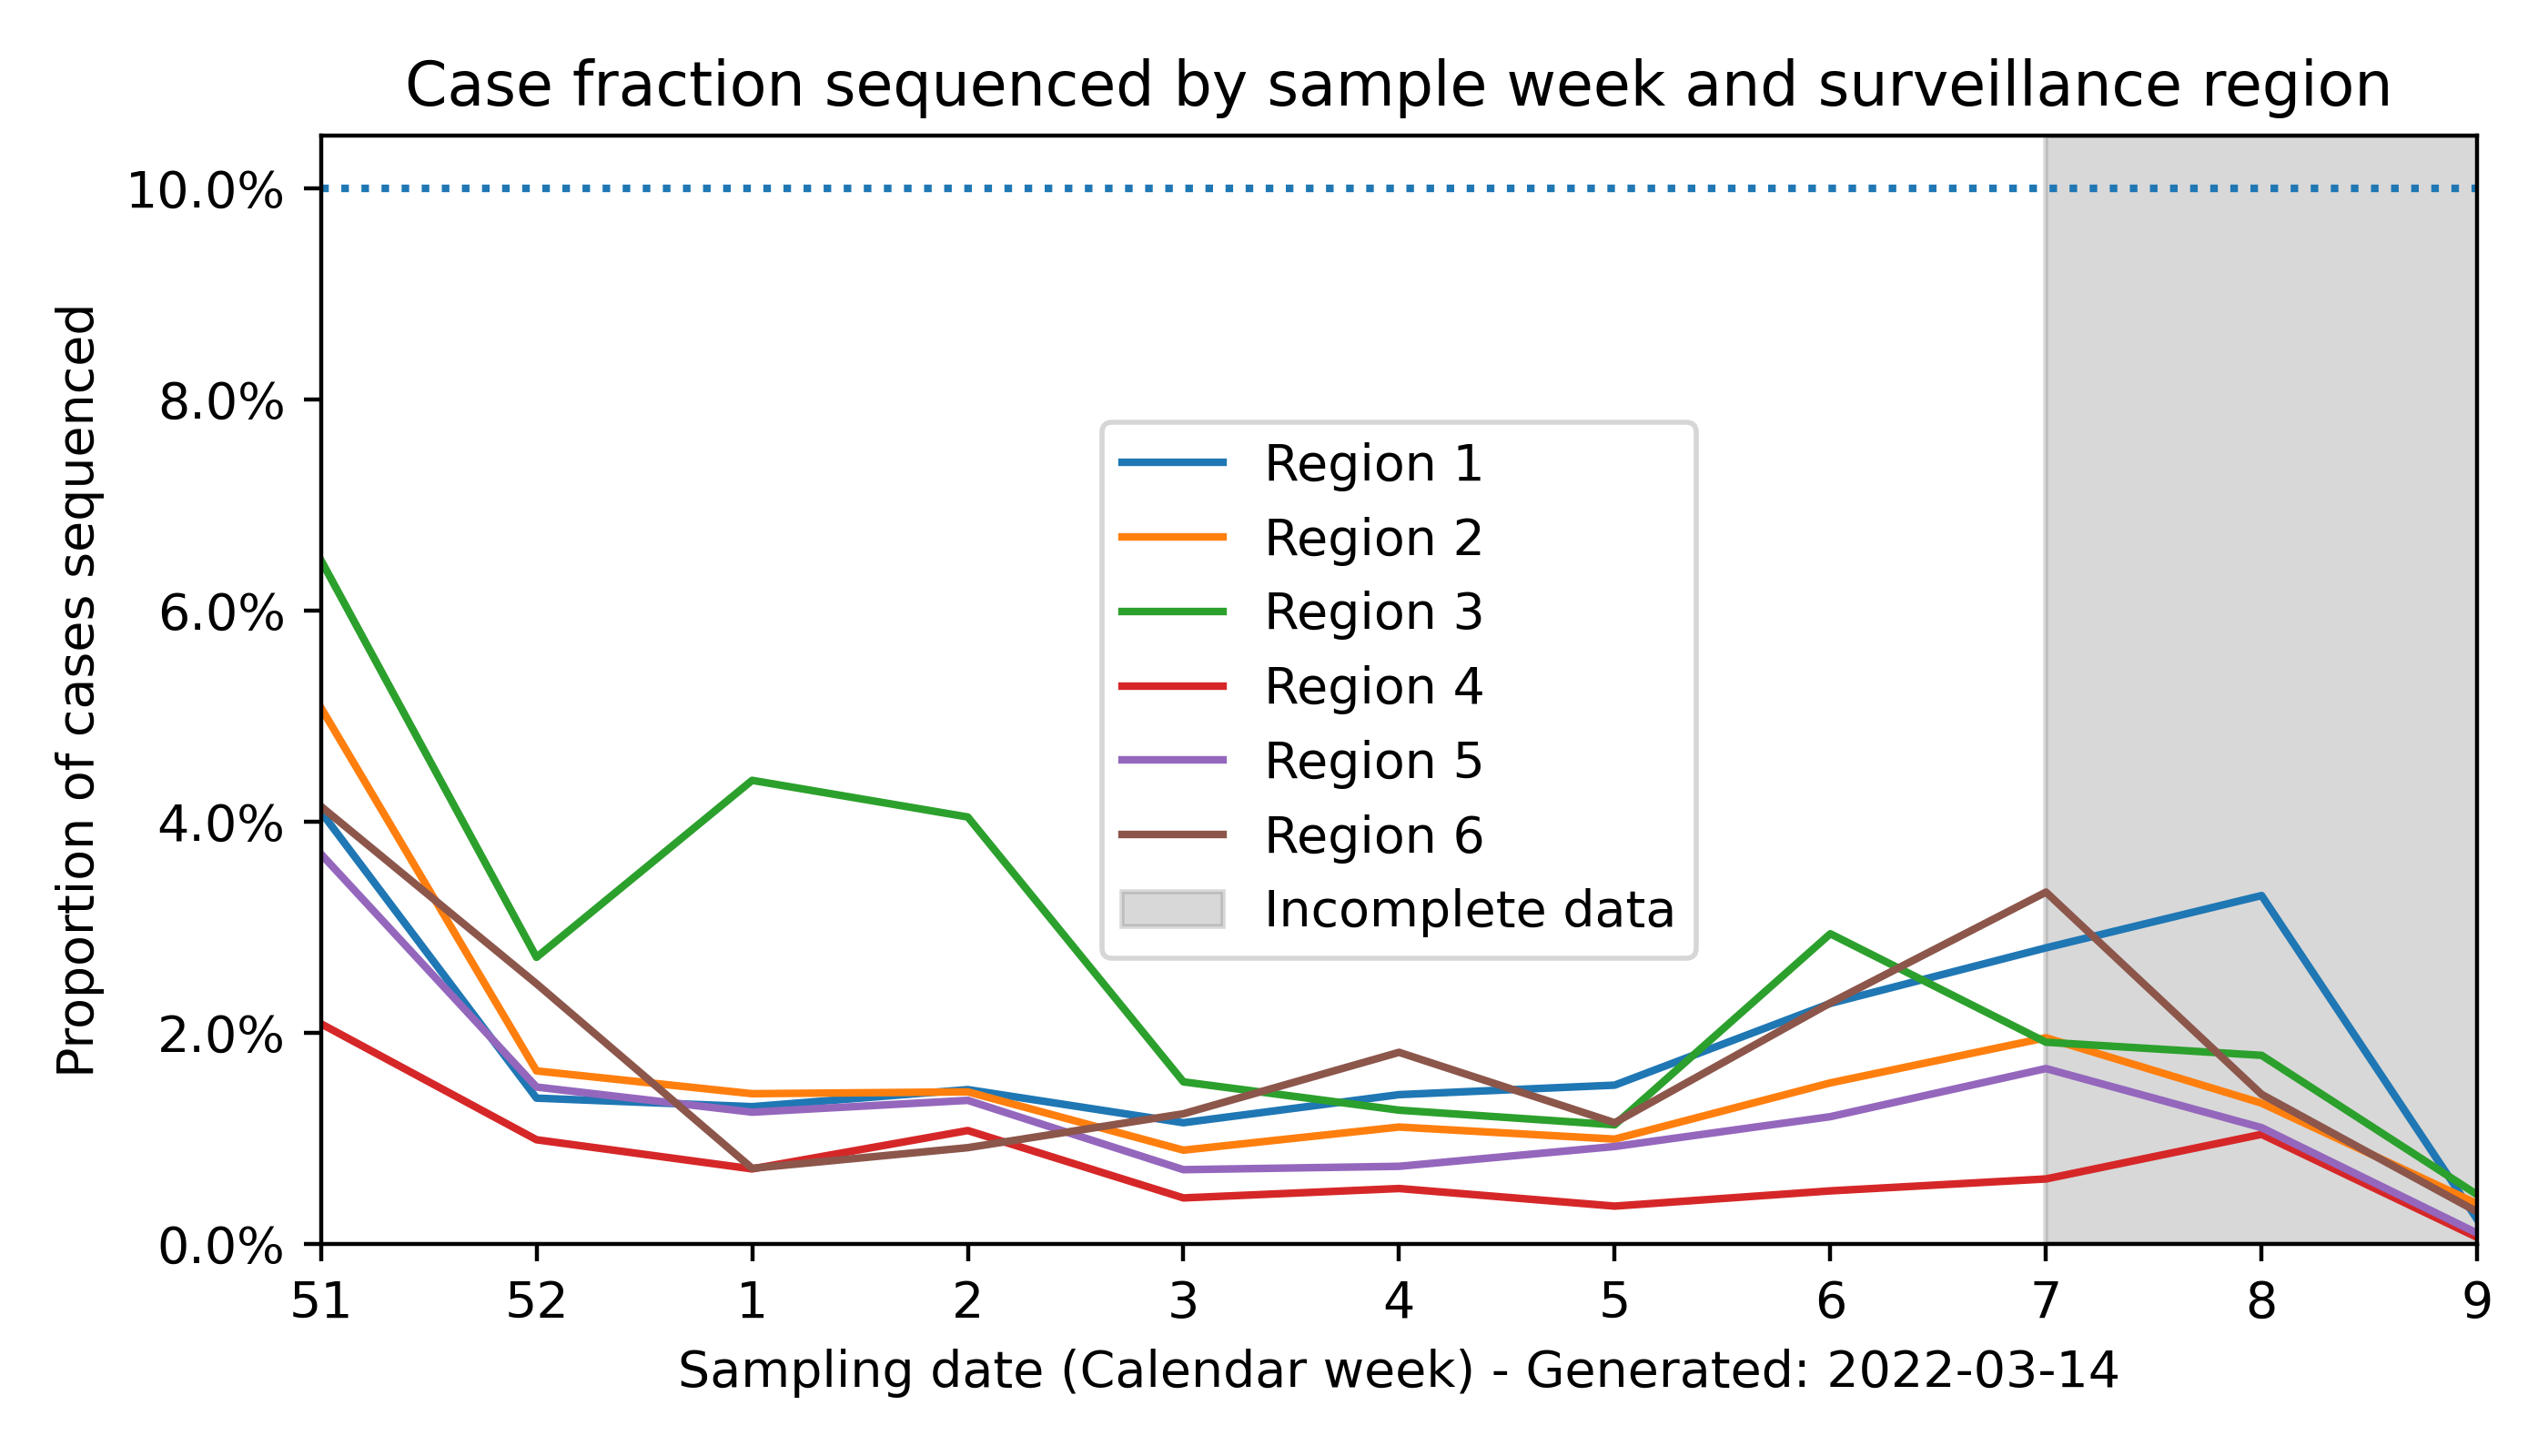 Case fraction sequenced by sample week and surveillance region
Proportion of cases sequenced
10.0%
8.0%
6.0%
4.0%
2.0%
0.0%
Region 1
Region 2
Region 3
Region 4
Region 5
Region 6
Incomplete data
51 52 1 2 3 4 5 6 7 8 9
Sampling date (Calendar week) - Generated: 2022-03-14